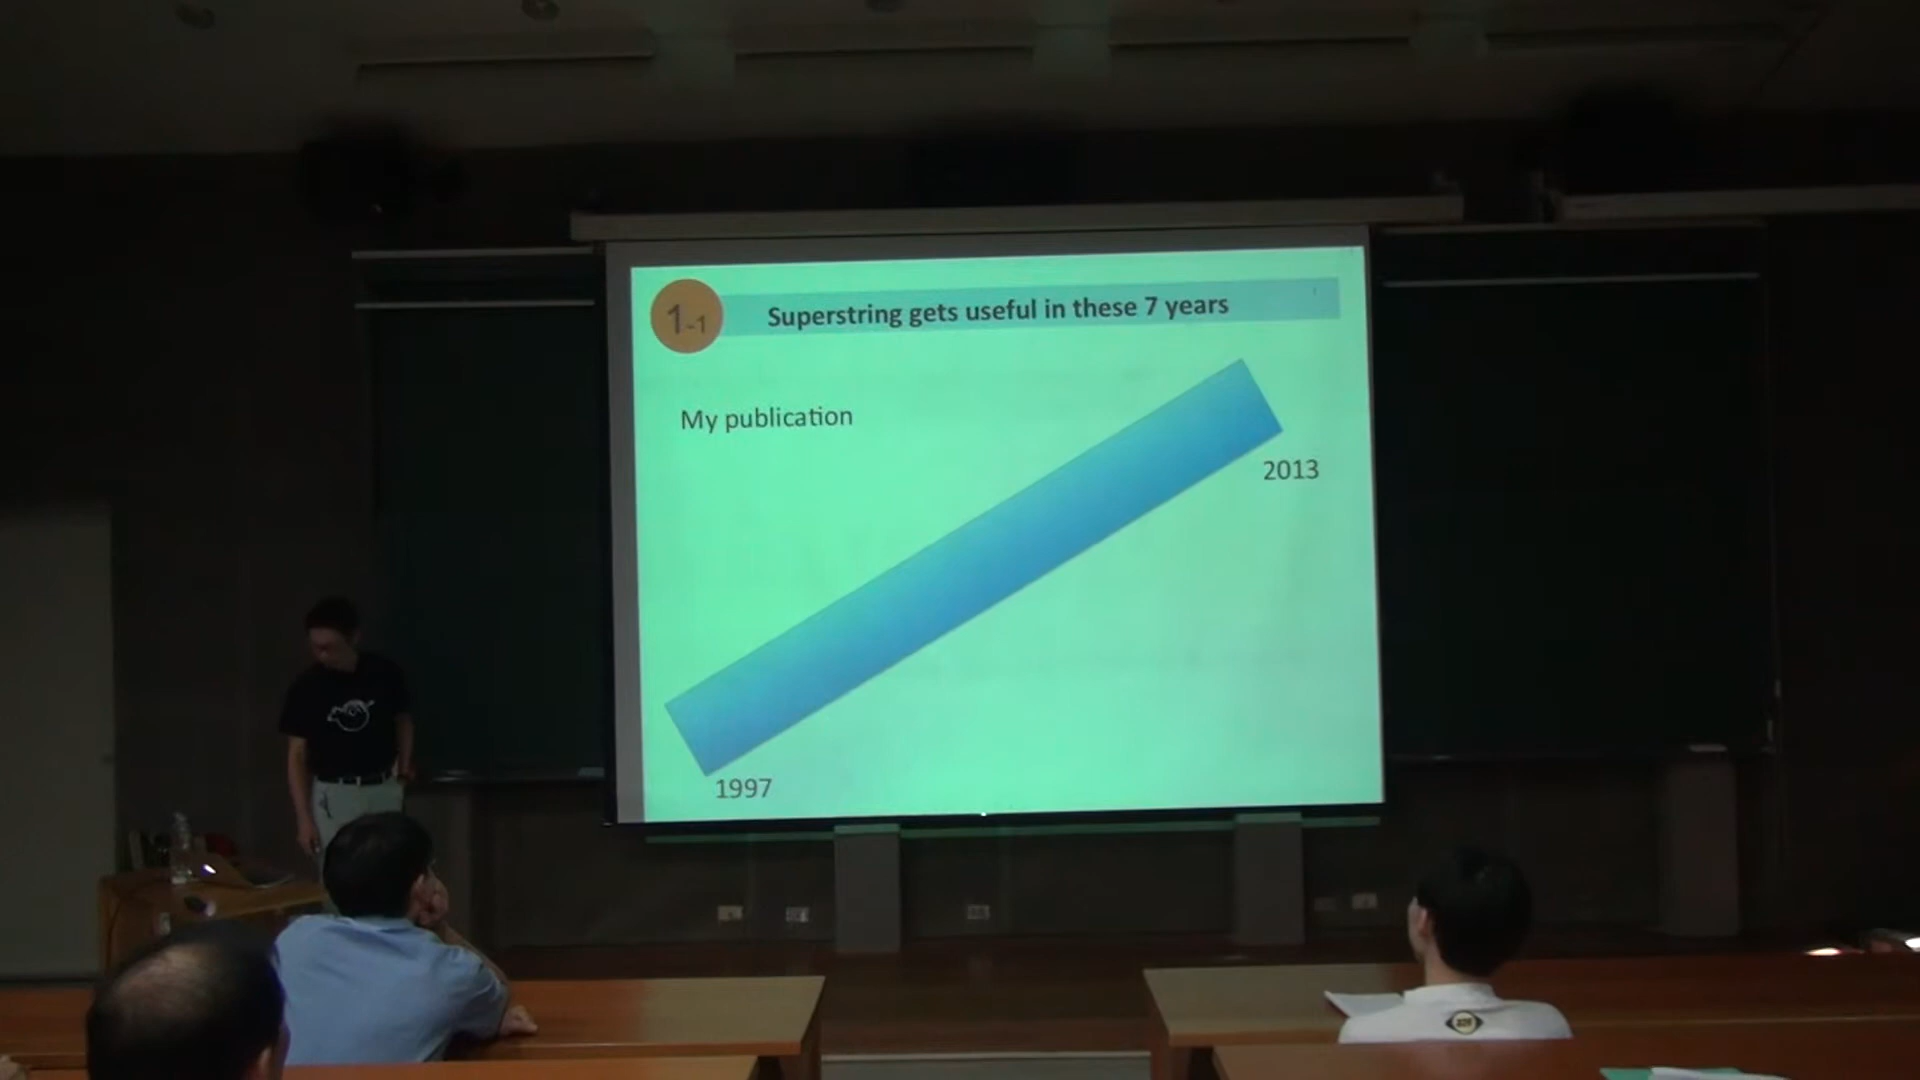 1-1
Superstring gets useful in these 7 years
My publication
2013
1997